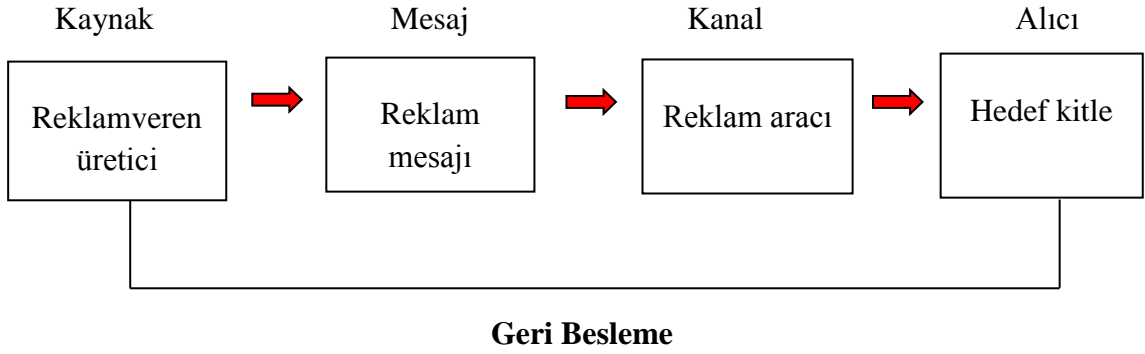 Kaynak
Mesaj
Kanal
Alıcı
Reklamveren
üretici
Reklam
mesajı
Reklam aracı
Hedef kitle
Geri Besleme